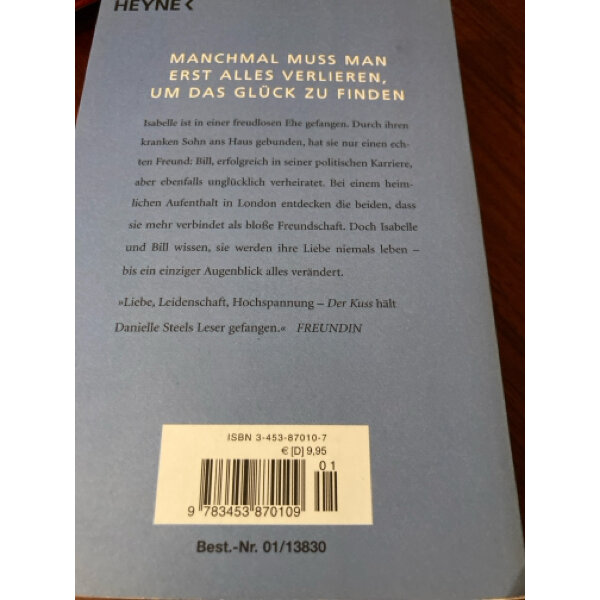 HEYNE<
MANCHMAL MUSS MAN
ERST ALLES VERLIEREN,
UM DAS GLÜCK ZU FINDEN
Isabelle ist in einer freudlosen Ehe gefangen. Durch ihren
kranken Sohn ans Haus gebunden, hat sie nur einen ech-
ten Freund: Bill, erfolgreich in seiner politischen Karriere,
aber ebenfalls unglücklich verheiratet. Bei einem heim-
lichen Aufenthalt in London entdecken die beiden, dass
sie mehr verbindet als bloße Freundschaft. Doch Isabelle
und Bill wissen, sie werden ihre Liebe niemals leben –
bis ein einziger Augenblick alles verändert.
»Liebe, Leidenschaft, Hochspannung – Der Kuss hält
Danielle Steels Leser gefangen.« FREUNDIN
ISBN 3-453-87010-7
€ [D] 9,95
01
9 783453 870109
Best.-Nr. 01/13830